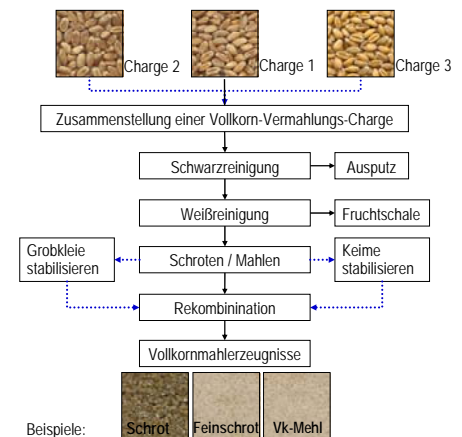 Charge 2
Charge 1
Charge 3
Zusammenstellung einer Vollkorn-Vermahlungs-Charge
Schwarzreinigung
Ausputz
Weißreinigung
Fruchtschale
Grobkleie
stabilisieren
Schroten / Mahlen
Keime
stabilisieren
Rekombinination
Vollkornmahlerzeugnisse
Beispiele:
Schrot
Feinschrot
Vk-Mehl